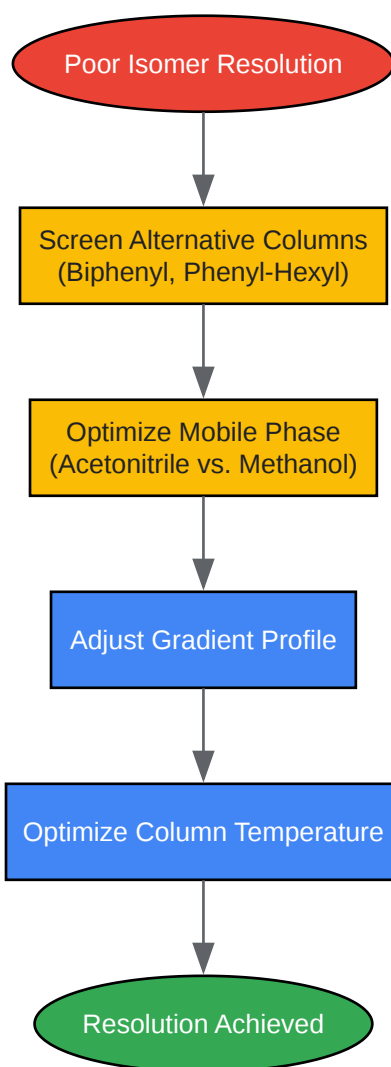 Poor Isomer Resolution
Screen Alternative Columns
(Biphenyl, Phenyl-Hexyl)
Optimize Mobile Phase
(Acetonitrile vs. Methanol)
Adjust Gradient Profile
Optimize Column Temperature
Resolution Achieved